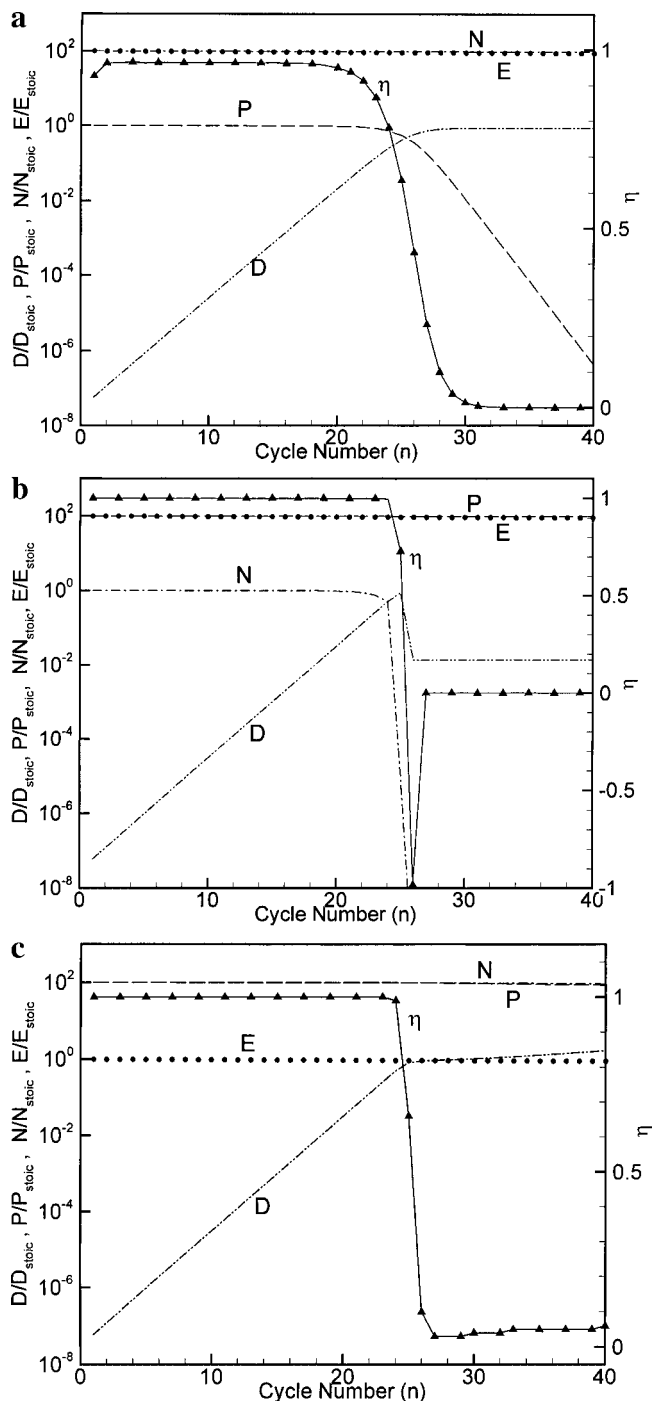 a
D/D_stoic , P/P_stoic , N/N_stoic , E/E_stoic
10^2
10^0
10^-2
10^-4
10^-6
10^-8
N
E
η
P
D
1
0.5
0
η
10
20
30
40
Cycle Number (n)
b
D/D_stoic, P/P_stoic, N/N_stoic, E/E_stoic
10^2
10^0
10^-2
10^-4
10^-6
10^-8
P
E
η
N
D
1
0.5
0
-0.5
-1
η
0
10
20
30
40
Cycle Number (n)
c
D/D_stoic , P/P_stoic , N/N_stoic , E/E_stoic
10^2
10^0
10^-2
10^-4
10^-6
10^-8
N
P
η
E
D
1
0.5
0
η
0
10
20
30
40
Cycle Number (n)